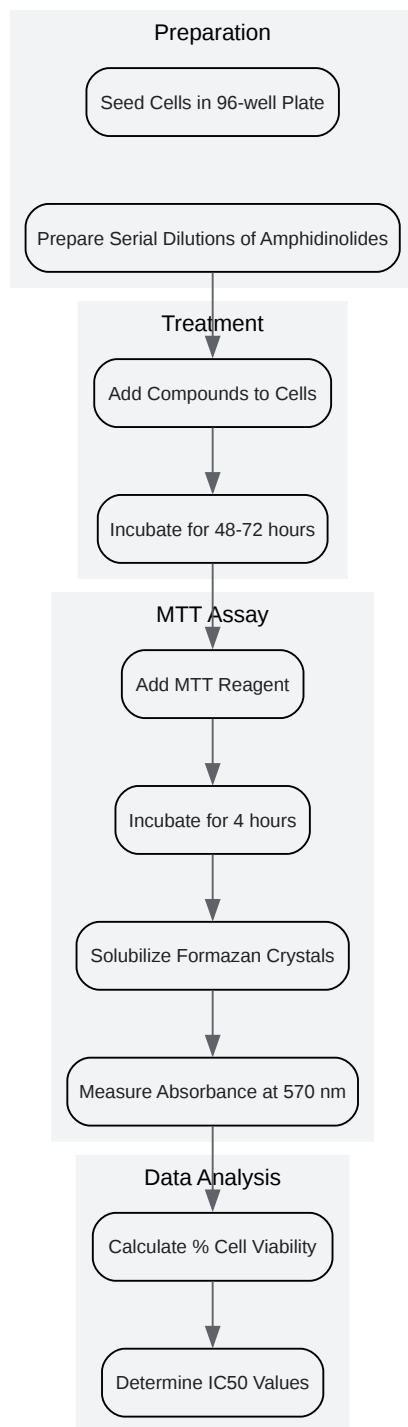 Preparation
Seed Cells in 96-well Plate
Prepare Serial Dilutions of Amphidinolides
Treatment
Add Compounds to Cells
Incubate for 48-72 hours
MTT Assay
Add MTT Reagent
Incubate for 4 hours
Solubilize Formazan Crystals
Measure Absorbance at 570 nm
Data Analysis
Calculate % Cell Viability
Determine IC50 Values